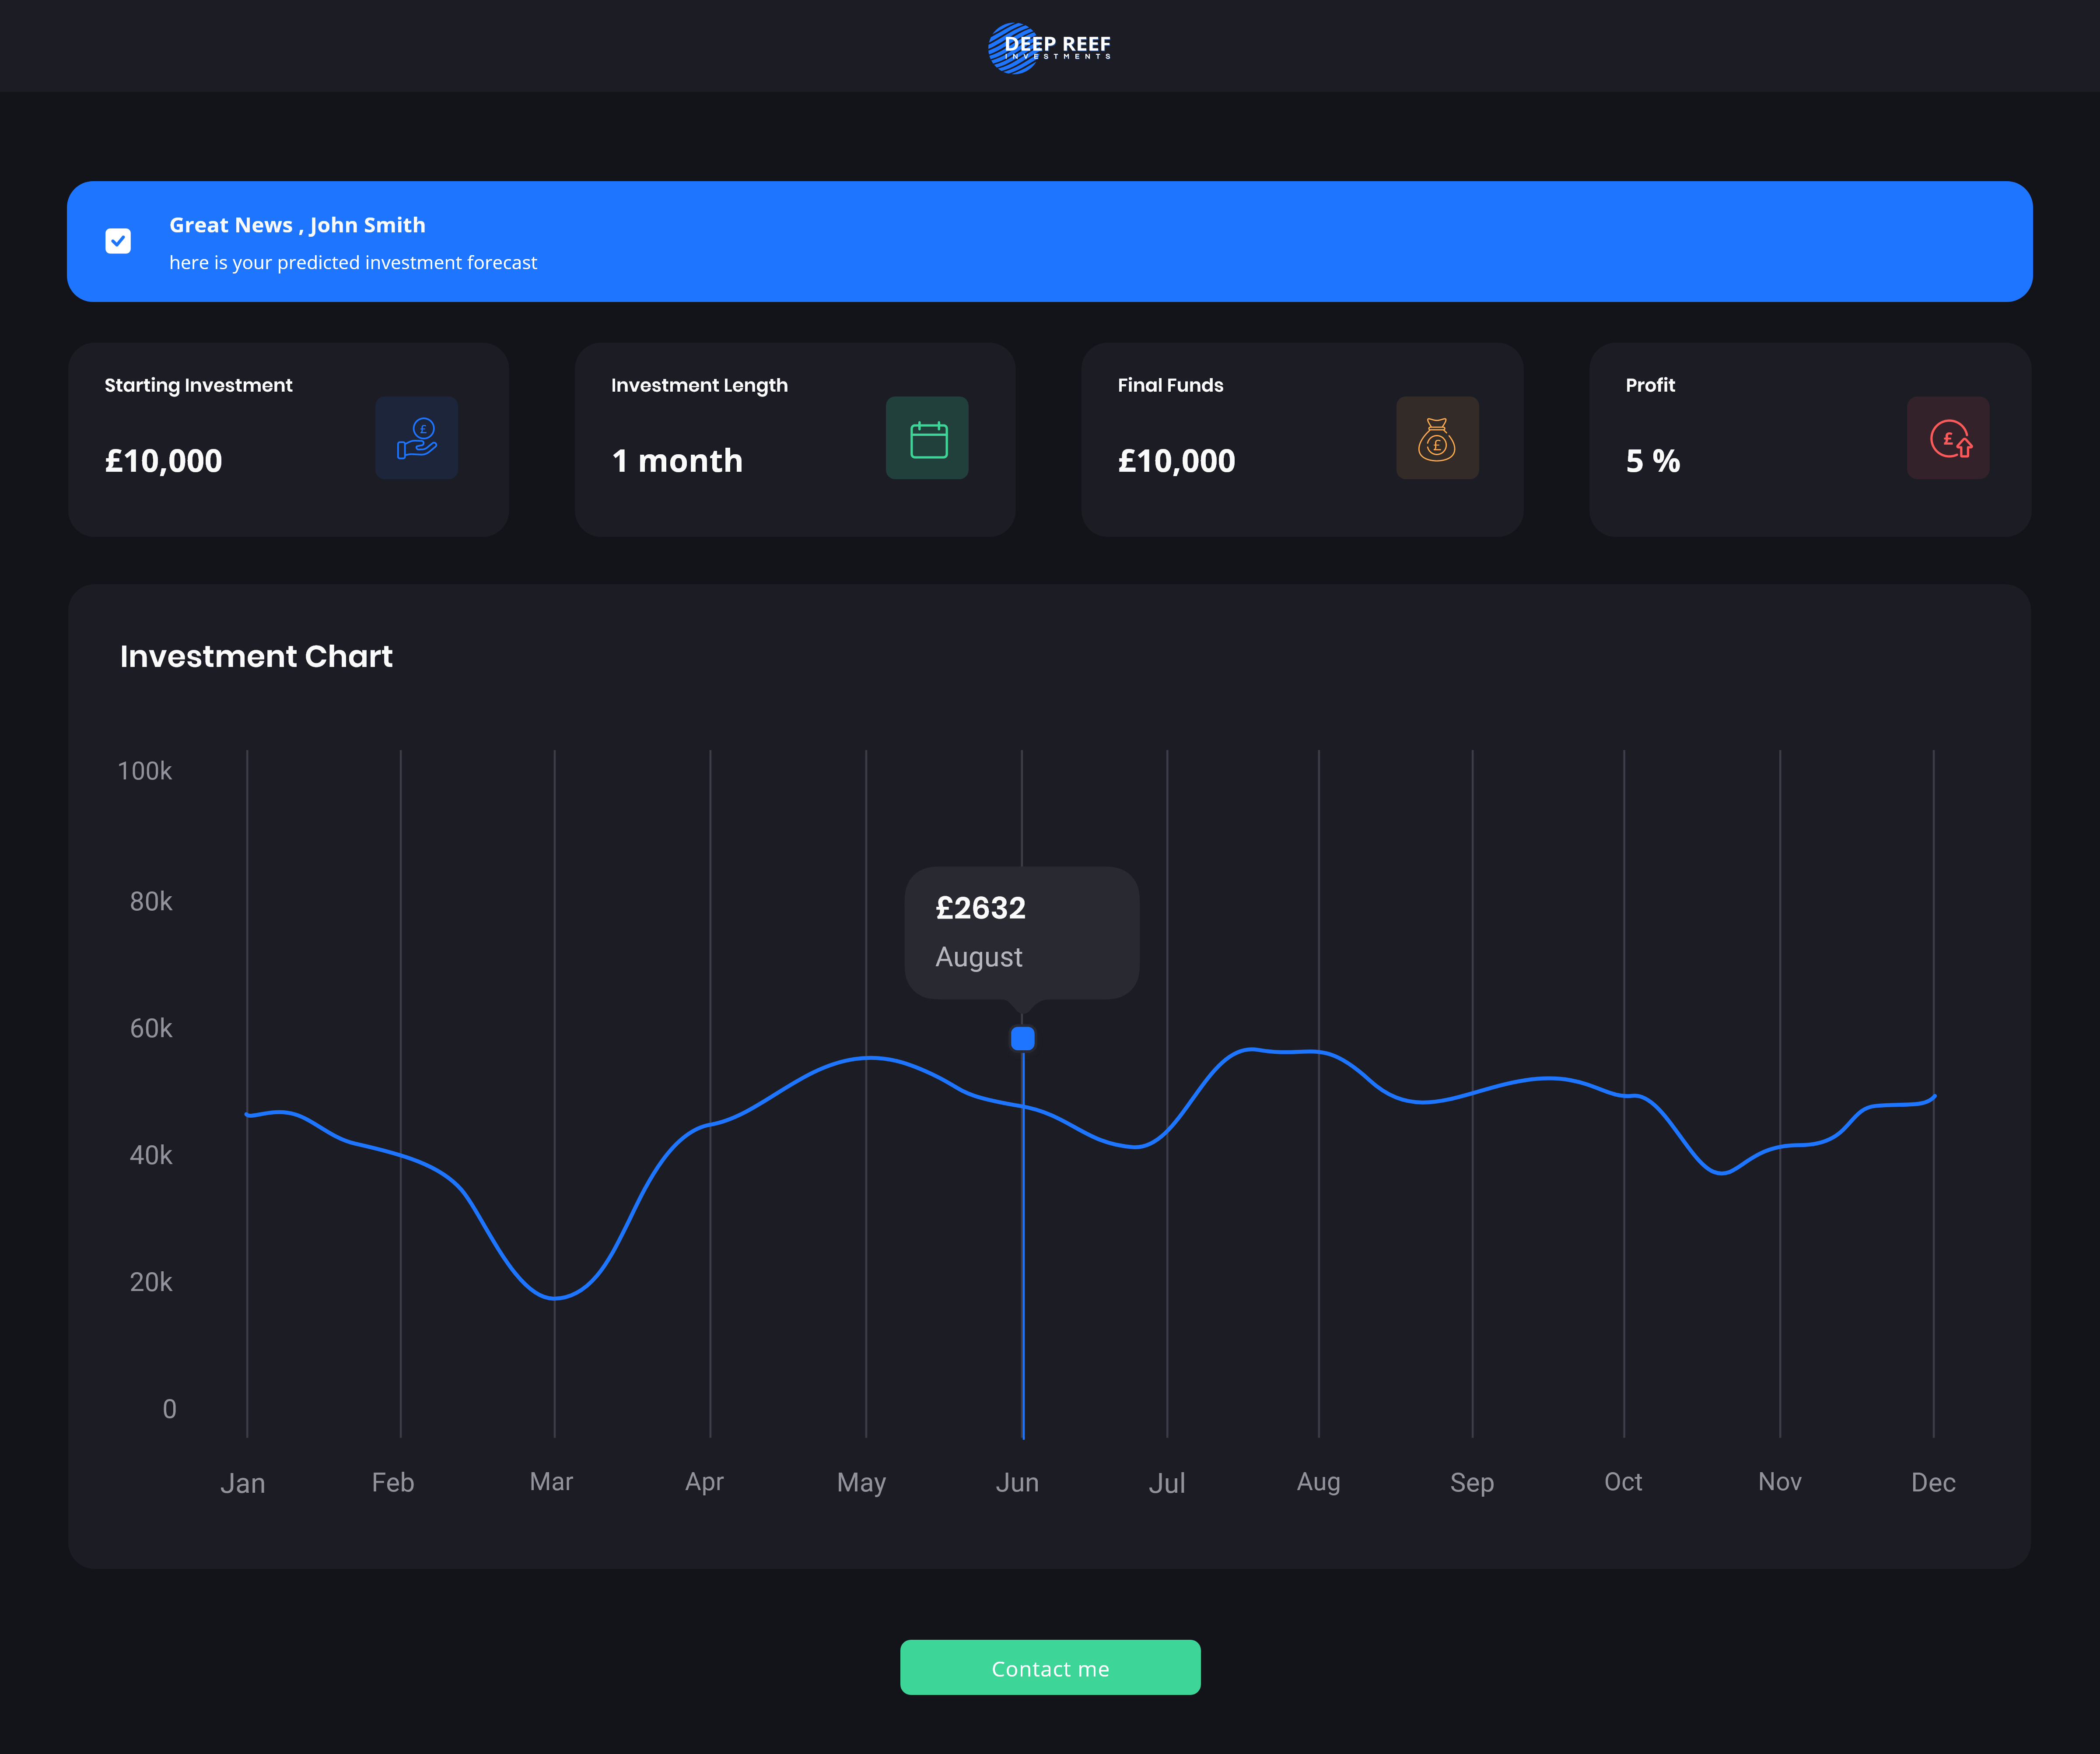 DEEP REEF
INVESTMENTS
Great News , John Smith
here is your predicted investment forecast
Starting Investment
£10,000
£
Investment Length
1 month
Final Funds
£10,000
£
Profit
5 %
£
Investment Chart
100k
80k
60k
40k
20k
0
£2632
August
Jan
Feb
Mar
Apr
May
Jun
Jul
Aug
Sep
Oct
Nov
Dec
Contact me